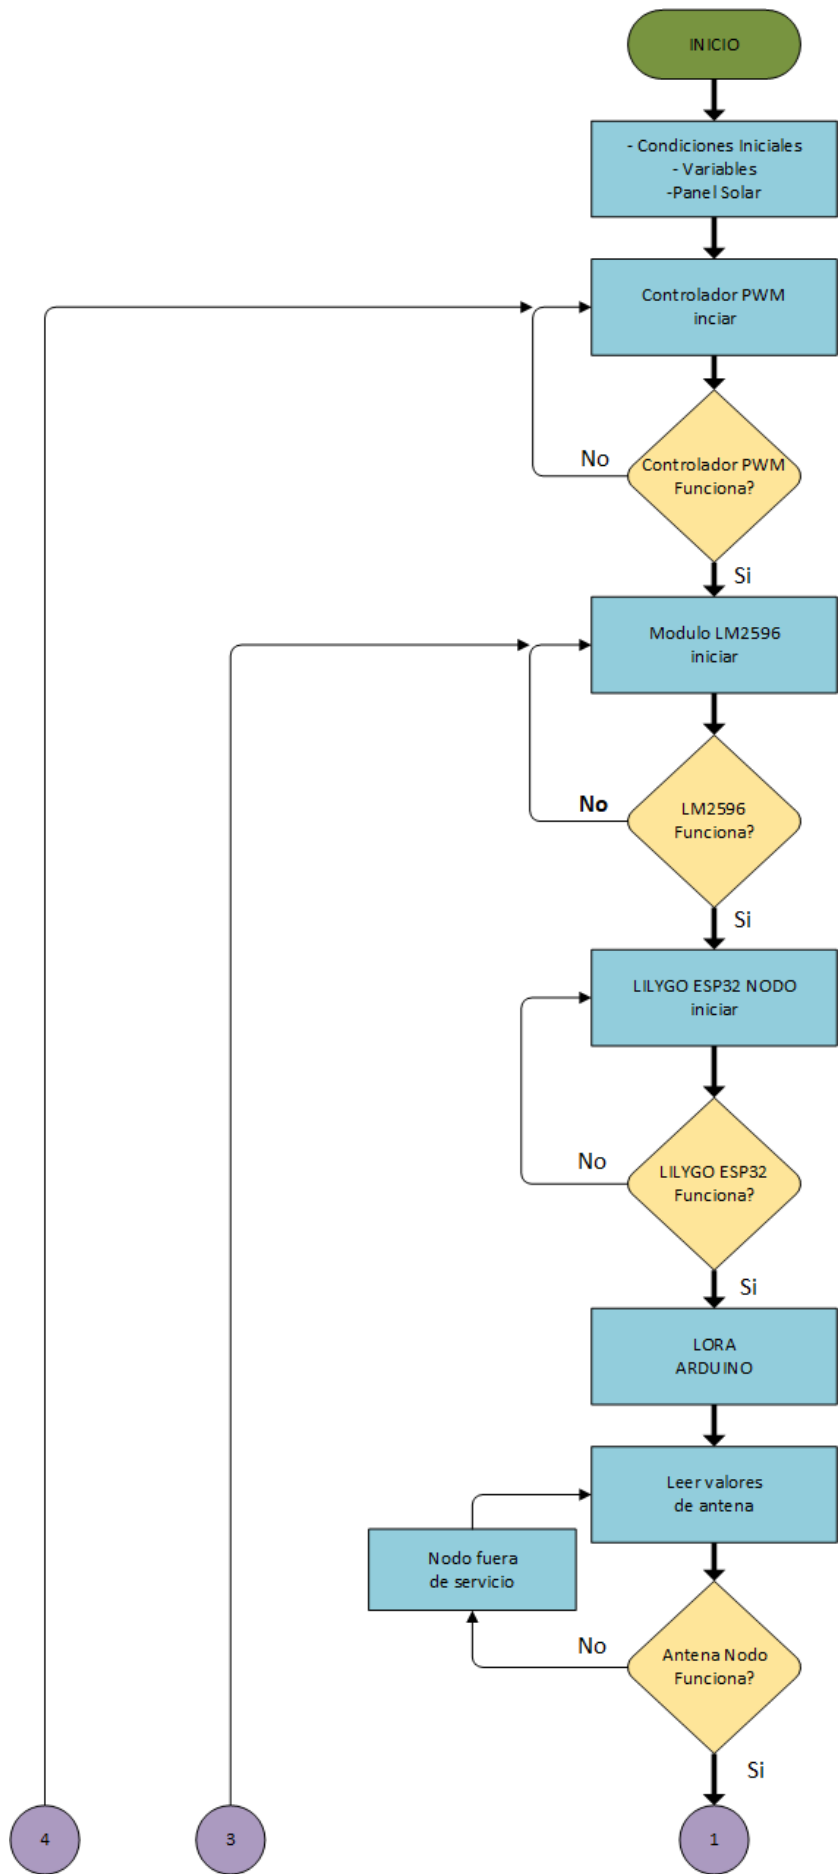 INICIO
- Condiciones Iniciales
- Variables
-Panel Solar
Controlador PWM
inciar
No
Controlador PWM
Funciona?
Si
Modulo LM2596
iniciar
No
LM2596
Funciona?
Si
LILYGO ESP32 NODO
iniciar
No
LILYGO ESP32
Funciona?
Si
LORA
ARDUINO
Leer valores
de antena
Nodo fuera
de servicio
No
Antena Nodo
Funciona?
Si
4
3
1